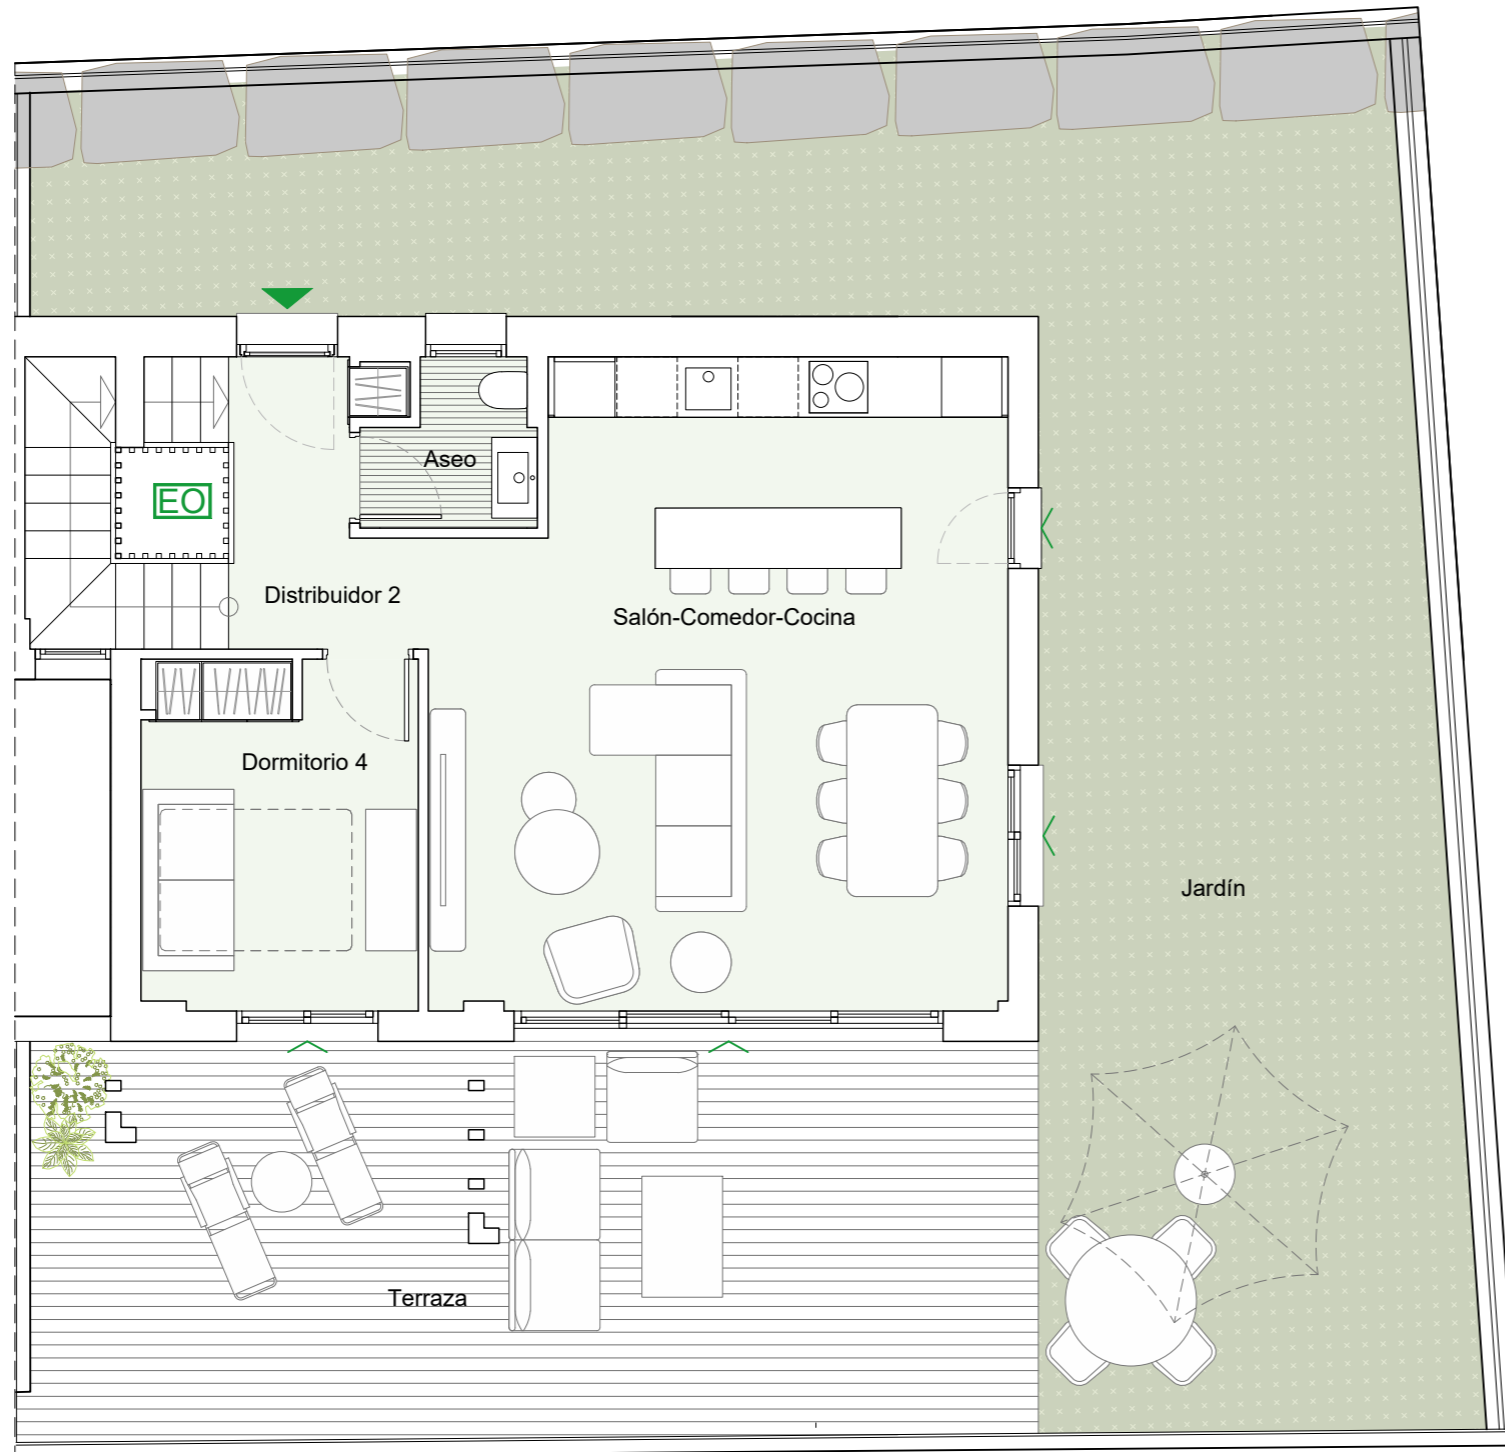 Aseo
EO
Distribuidor 2
Salón-Comedor-Cocina
Dormitorio 4
Jardín
Terraza